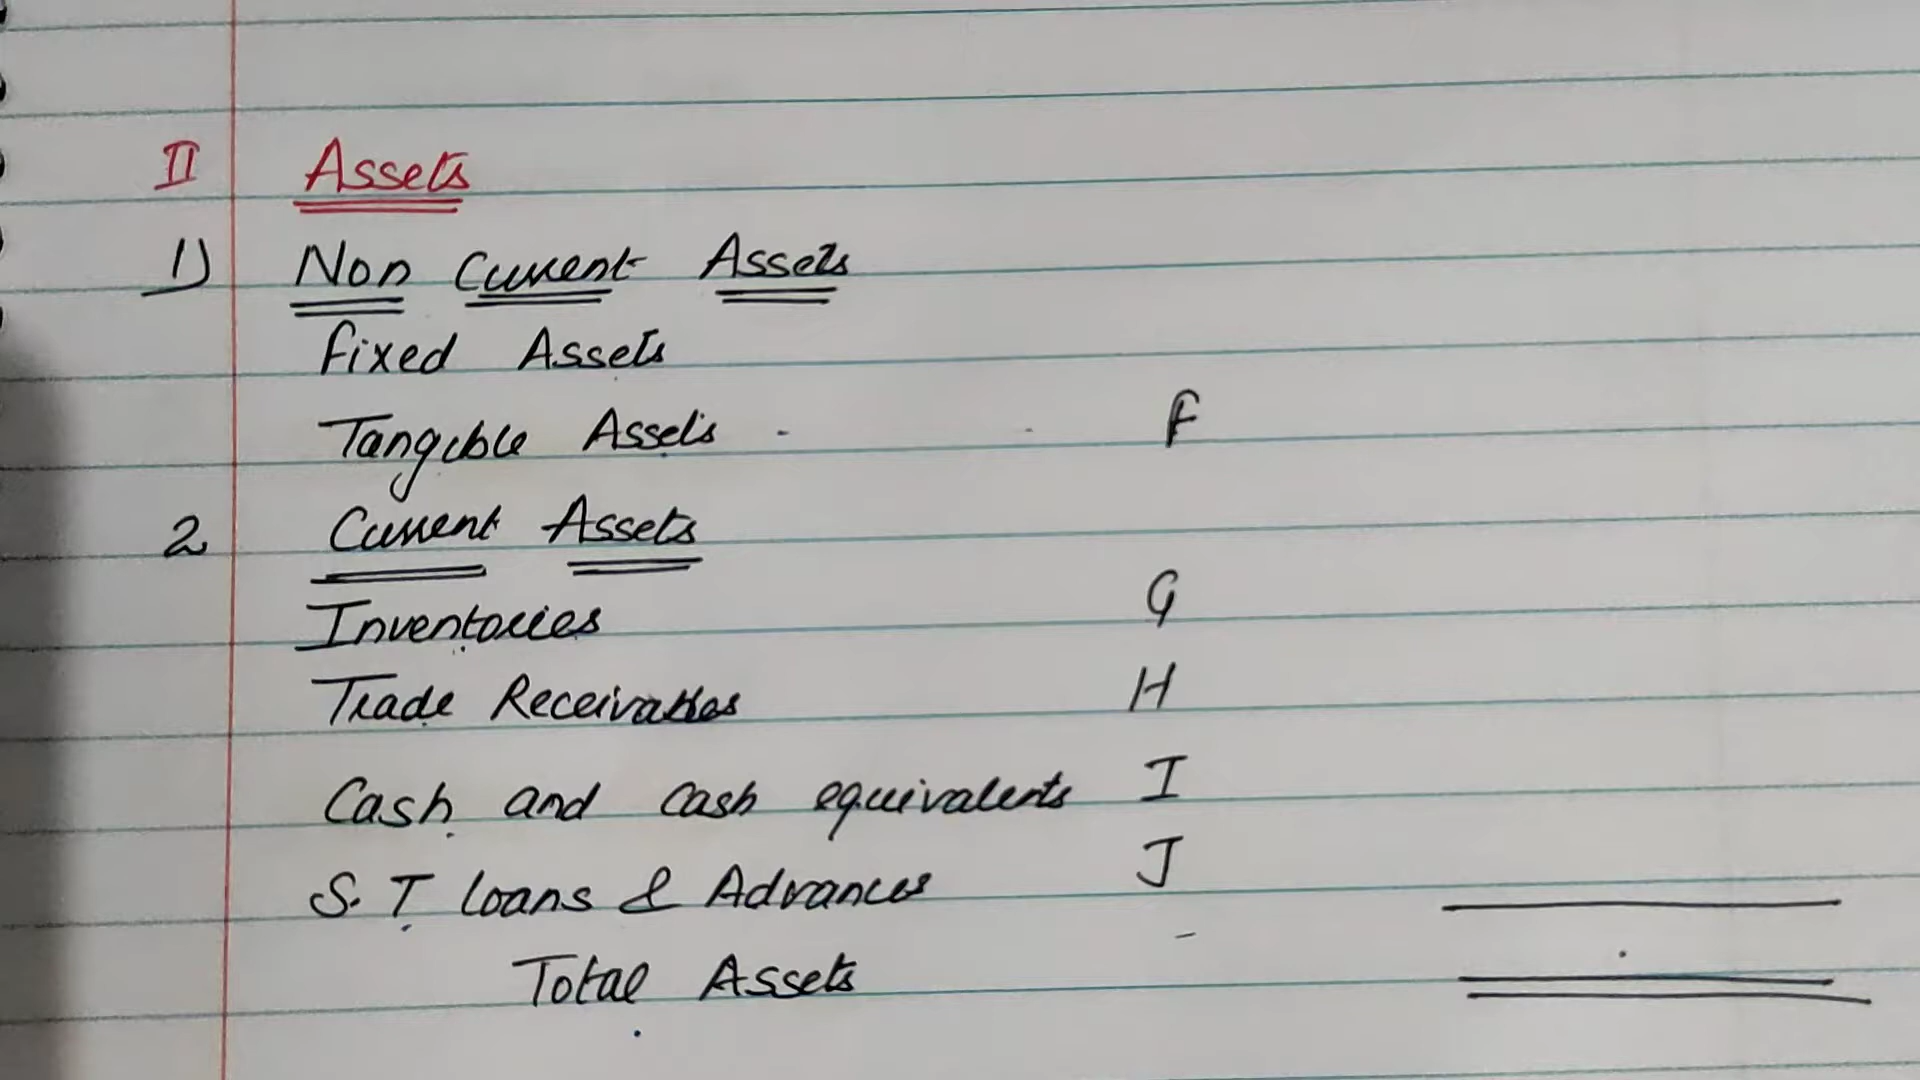 II Assets
1) Non Current Assets
Fixed Assets
Tangible Assets F
2 Current Assets
Inventories G
Trade Receivables H
Cash and cash equivalents I
S. T loans & Advances J
Total Assets